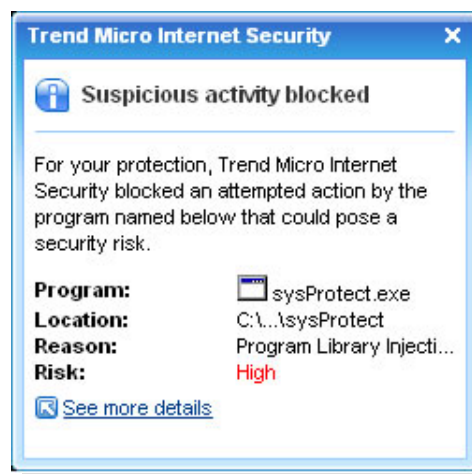 Trend Micro Internet Security
Suspicious activity blocked
For your protection, Trend Micro Internet
Security blocked an attempted action by the
program named below that could pose a
security risk.
Program: sysProtect.exe
Location: C:\...\sysProtect
Reason: Program Library Injecti...
Risk: High
See more details